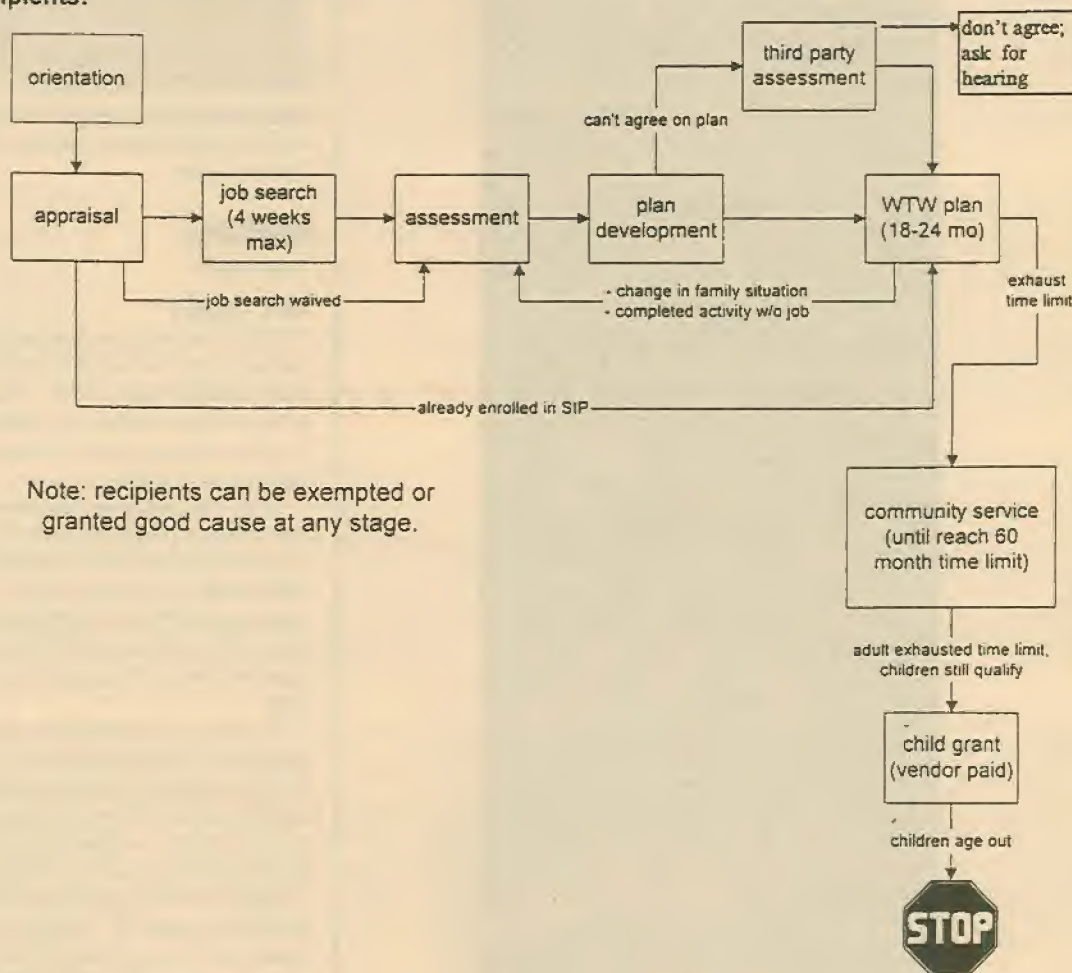 orientation
third party
assessment
don't agree;
ask for
hearing
can't agree on plan
appraisal
job search
(4 weeks
max)
assessment
plan
development
WTW plan
(18-24 mo)
job search waived
- change in family situation
- completed activity w/o job
exhaust
time limit
already enrolled in SIP
Note: recipients can be exempted or
granted good cause at any stage.
community service
(until reach 60
month time limit)
adult exhausted time limit,
children still qualify
child grant
(vendor paid)
children age out
STOP